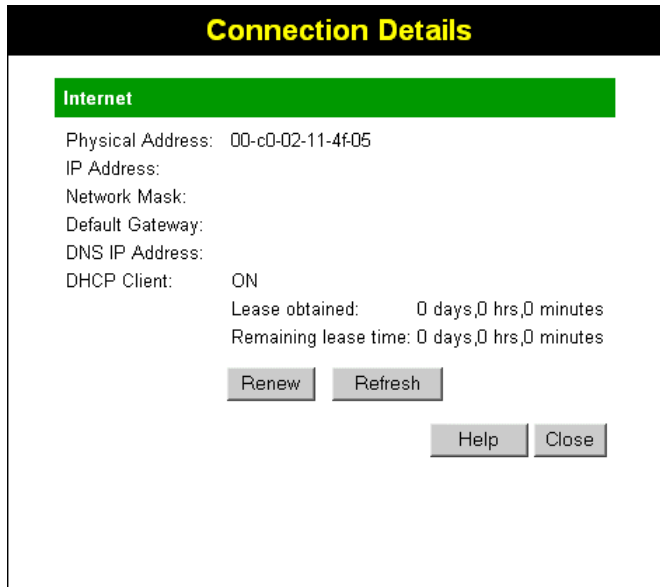 Connection Details
Internet
Physical Address: 00-c0-02-11-4f-05
IP Address:
Network Mask:
Default Gateway:
DNS IP Address:
DHCP Client: ON
Lease obtained: 0 days,0 hrs,0 minutes
Remaining lease time: 0 days,0 hrs,0 minutes
Renew Refresh
Help Close